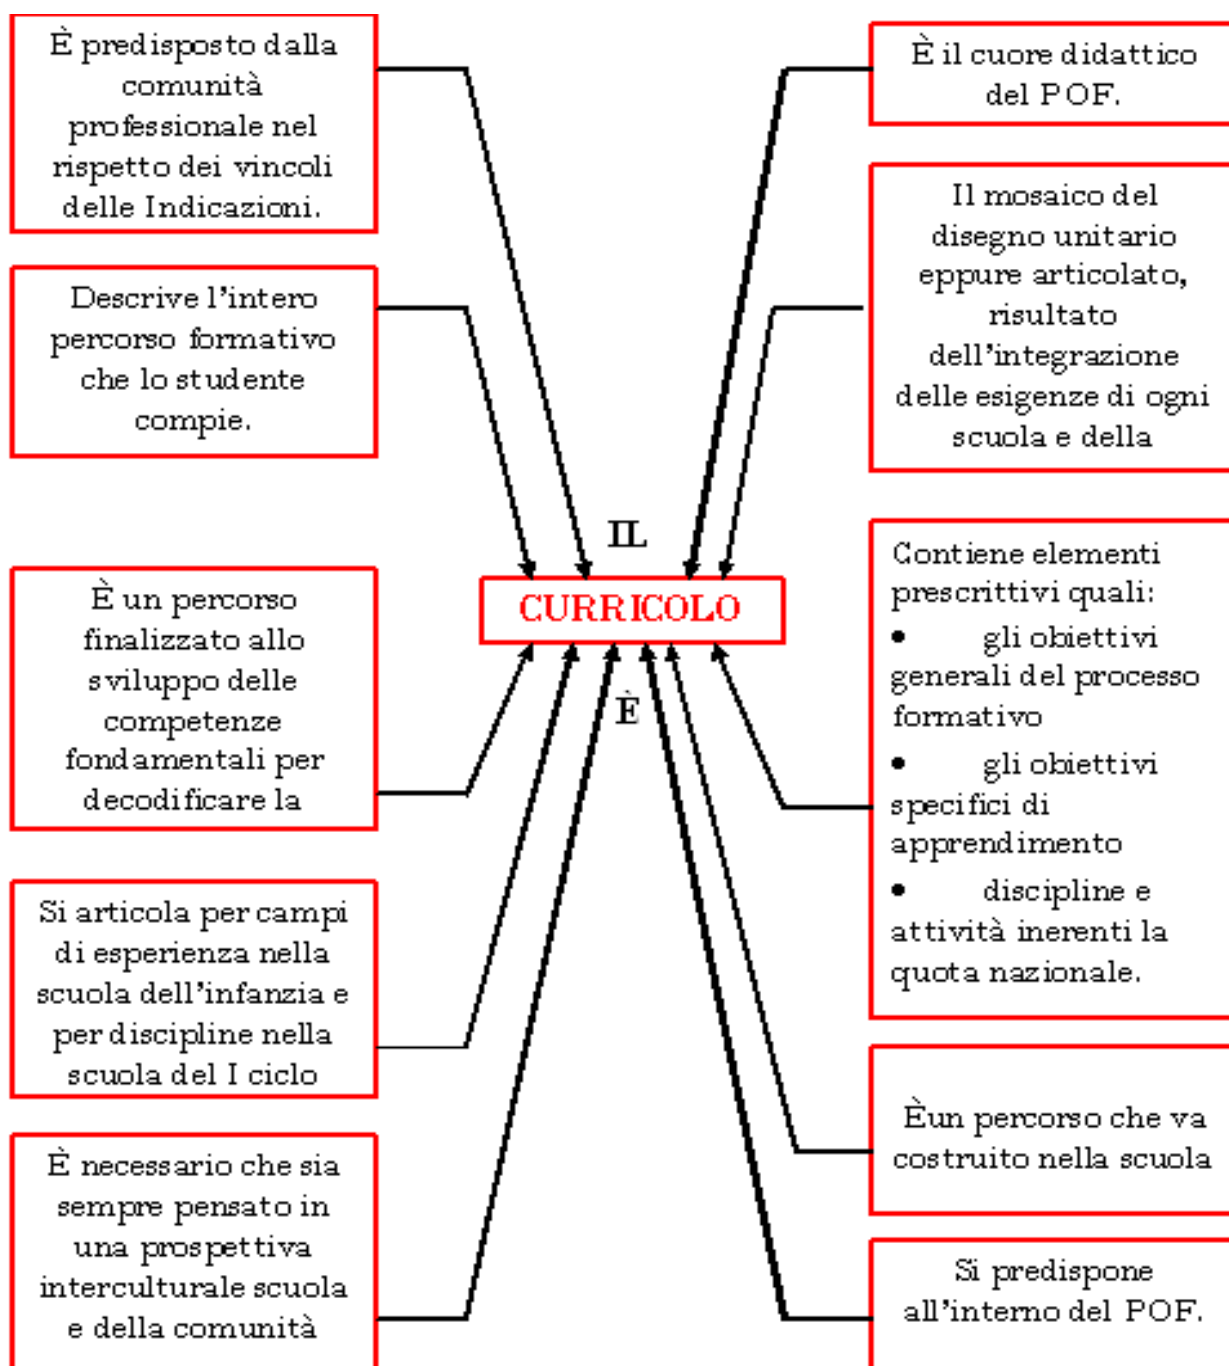 È predisposto dalla
comunità
professionale nel
rispetto dei vincoli
delle Indicazioni.
Descrive l'intero
percorso formativo
che lo studente
compie.
È un percorso
finalizzato allo
sviluppo delle
competenze
fondamentali per
decodificare la
Si articola per campi
di esperienza nella
scuola dell'infanzia e
per discipline nella
scuola del I ciclo
È necessario che sia
sempre pensato in
una prospettiva
interculturale scuola
e della comunità
IL
CURRICOLO
È
È il cuore didattico
del POF.
Il mosaico del
disegno unitario
eppure articolato,
risultato
dell'integrazione
delle esigenze di ogni
scuola e della
Contiene elementi
prescrittivi quali:
• gli obiettivi
generali del processo
formativo
• gli obiettivi
specifici di
apprendimento
• discipline e
attività inerenti la
quota nazionale.
Èun percorso che va
costruito nella scuola
Si predispone
all'interno del POF.